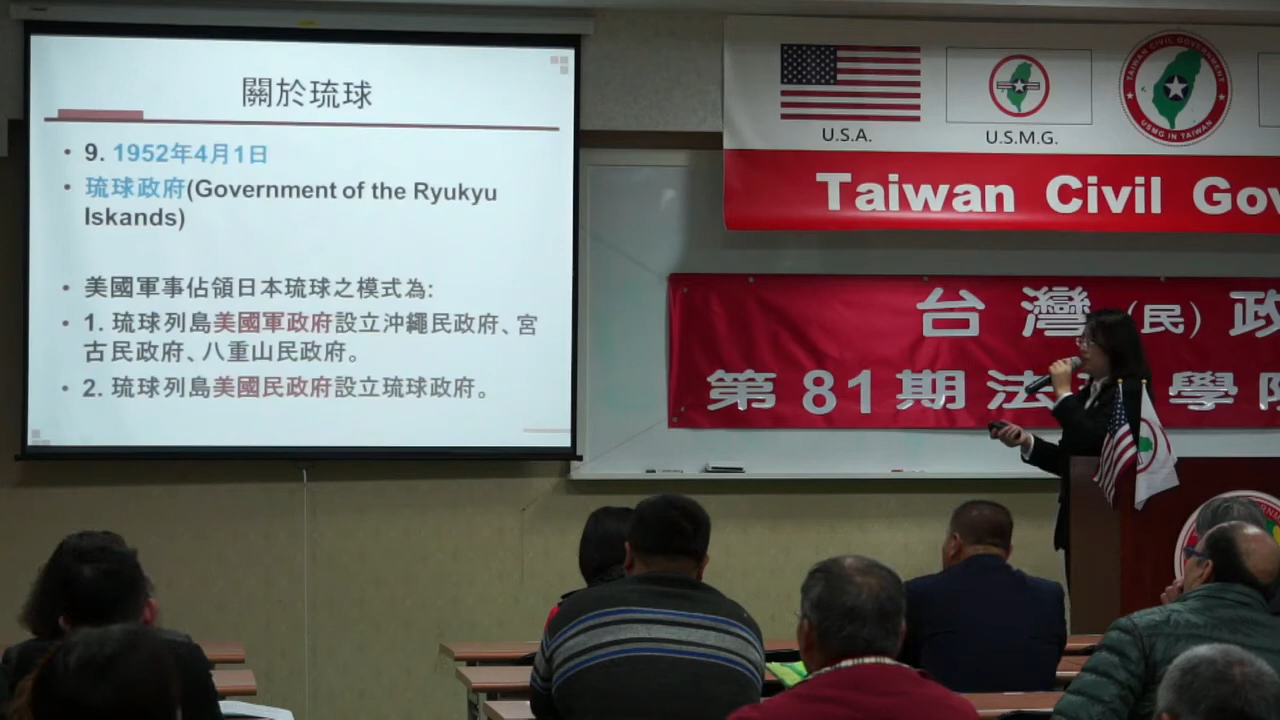 關於琉球
• 9. 1952年4月1日
• 琉球政府(Government of the Ryukyu
Iskands)
• 美國軍事佔領日本琉球之模式為:
• 1. 琉球列島美國軍政府設立沖繩民政府、宮
古民政府、八重山民政府。
• 2. 琉球列島美國民政府設立琉球政府。
U.S.A.
U.S.M.G.
TAIWAN CIVIL GOVERNMENT
USMG IN TAIWAN
Taiwan Civil Gov
台灣(民)政
第81期法 學院